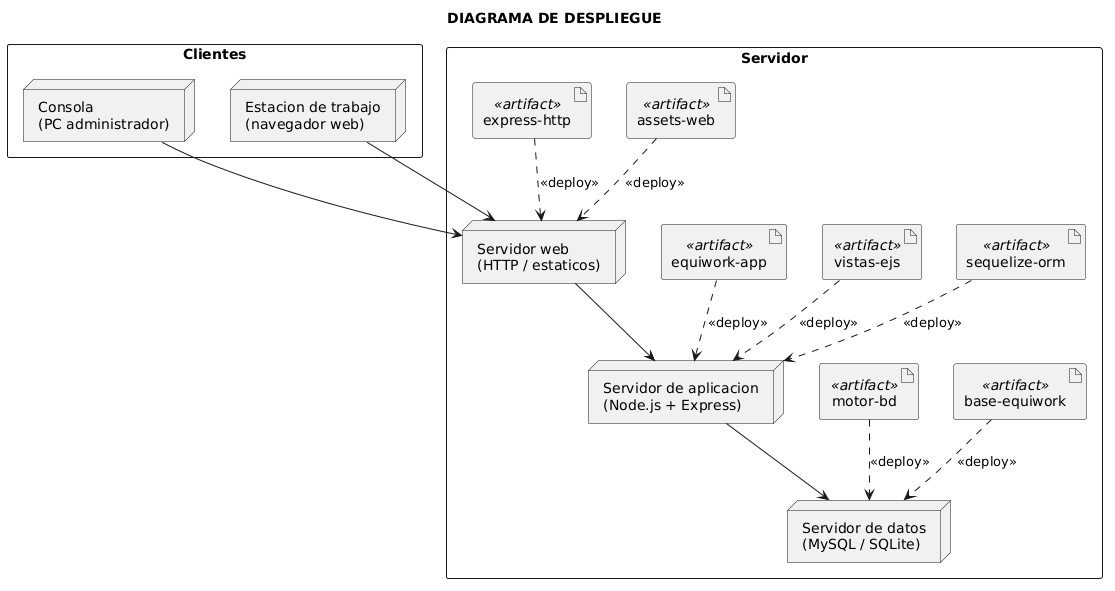 DIAGRAMA DE DESPLIEGUE
Clientes
Consola
(PC administrador)
Estacion de trabajo
(navegador web)
Servidor
«artifact»
express-http
«artifact»
assets-web
«deploy»
«deploy»
Servidor web
(HTTP / estaticos)
«artifact»
equiwork-app
«artifact»
vistas-ejs
«artifact»
sequelize-orm
«deploy»
«deploy»
«deploy»
Servidor de aplicacion
(Node.js + Express)
«artifact»
motor-bd
«artifact»
base-equiwork
«deploy»
«deploy»
Servidor de datos
(MySQL / SQLite)